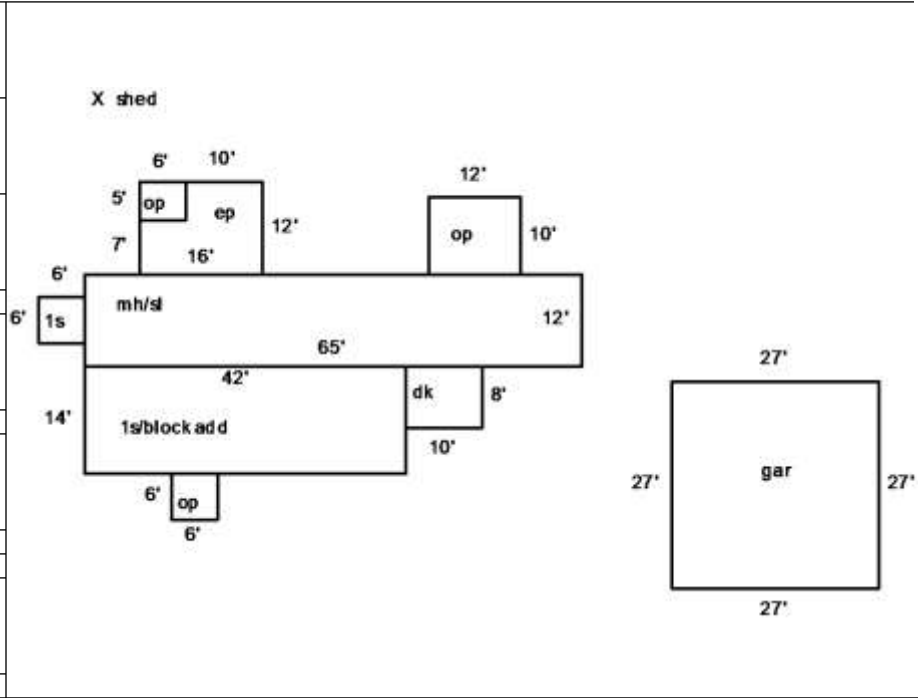 X shed
6' 10'
5' op ep 12'
7' 16'
12'
op 10'
6'
6' 1s
mh/sl 12'
65'
42'
14' 1s/block add
dk 8'
10'
6' op
6'
27'
27' gar 27'
27'